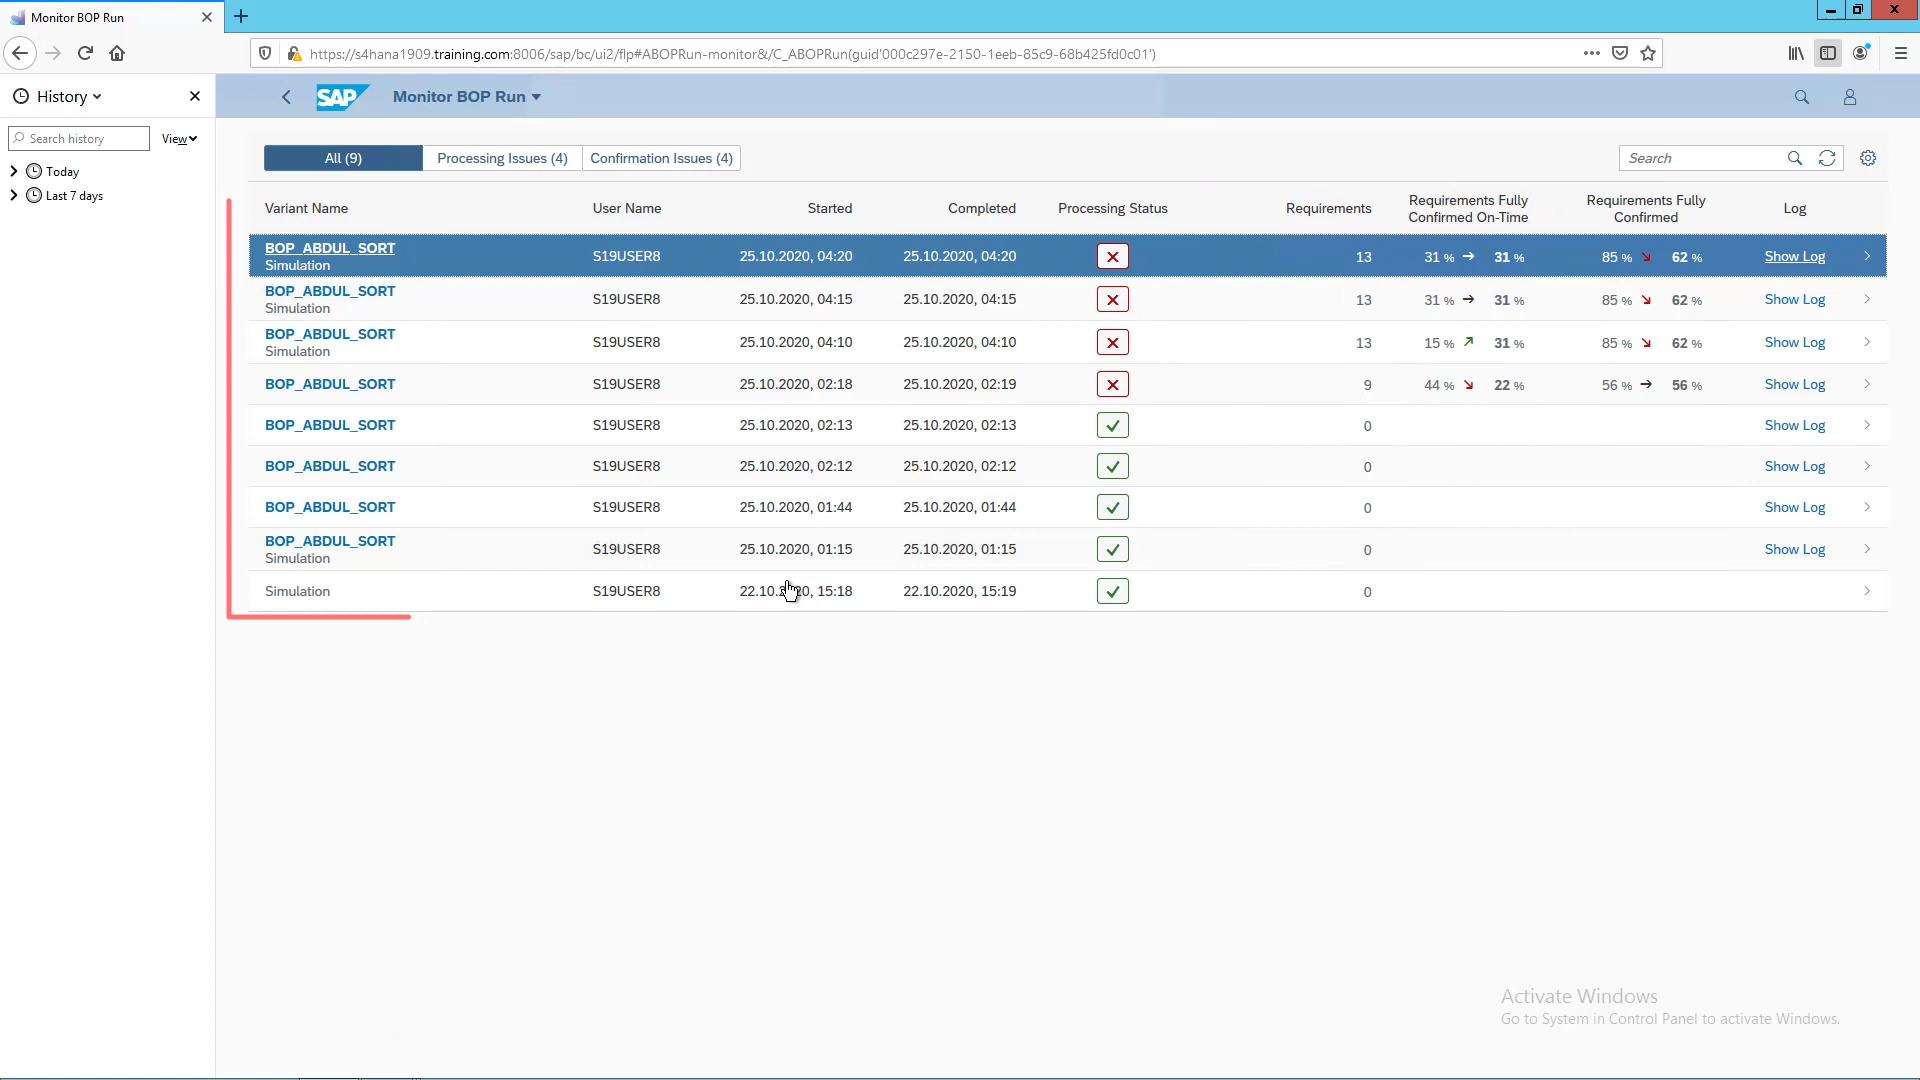 Monitor BOP Run
https://s4hana1909.training.com:8006/sap/bc/ui2/flp#ABOPRun-monitor&/C_ABOPRun(guid'000c297e-2150-1eeb-85c9-68b425fd0c01')
History
SAP Monitor BOP Run
Search history View
Today
Last 7 days
All (9) Processing Issues (4) Confirmation Issues (4) Search
Variant Name User Name Started Completed Processing Status Requirements Requirements Fully Confirmed On-Time Requirements Fully Confirmed Log
BOP_ABDUL_SORT
Simulation S19USER8 25.10.2020, 04:20 25.10.2020, 04:20 13 31 % 31 % 85 % 62 % Show Log
BOP_ABDUL_SORT
Simulation S19USER8 25.10.2020, 04:15 25.10.2020, 04:15 13 31 % 31 % 85 % 62 % Show Log
BOP_ABDUL_SORT
Simulation S19USER8 25.10.2020, 04:10 25.10.2020, 04:10 13 15 % 31 % 85 % 62 % Show Log
BOP_ABDUL_SORT S19USER8 25.10.2020, 02:18 25.10.2020, 02:19 9 44 % 22 % 56 % 56 % Show Log
BOP_ABDUL_SORT S19USER8 25.10.2020, 02:13 25.10.2020, 02:13 0 Show Log
BOP_ABDUL_SORT S19USER8 25.10.2020, 02:12 25.10.2020, 02:12 0 Show Log
BOP_ABDUL_SORT S19USER8 25.10.2020, 01:44 25.10.2020, 01:44 0 Show Log
BOP_ABDUL_SORT
Simulation S19USER8 25.10.2020, 01:15 25.10.2020, 01:15 0 Show Log
Simulation S19USER8 22.10.2020, 15:18 22.10.2020, 15:19 0
Activate Windows
Go to System in Control Panel to activate Windows.